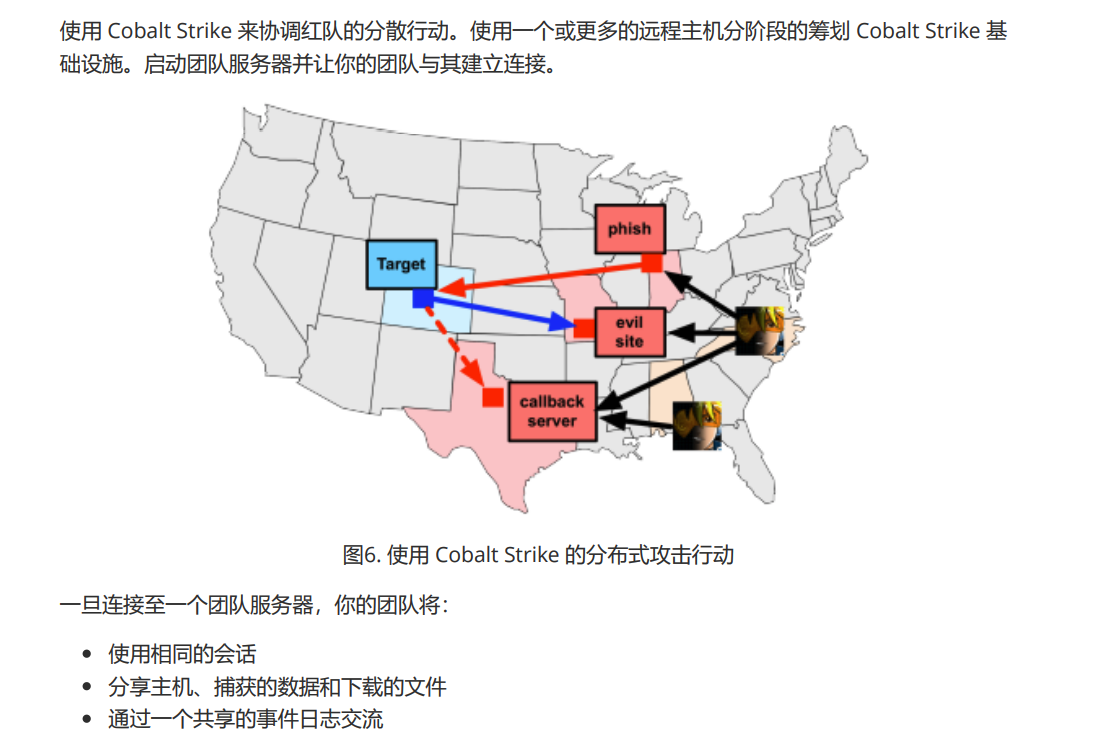 使用 Cobalt Strike 来协调红队的分散行动。使用一个或更多的远程主机分阶段的筹划 Cobalt Strike 基
础设施。启动团队服务器并让你的团队与其建立连接。
phish
Target
evil
site
callback
server
图6. 使用 Cobalt Strike 的分布式攻击行动
一旦连接至一个团队服务器，你的团队将：
• 使用相同的会话
• 分享主机、捕获的数据和下载的文件
• 通过一个共享的事件日志交流